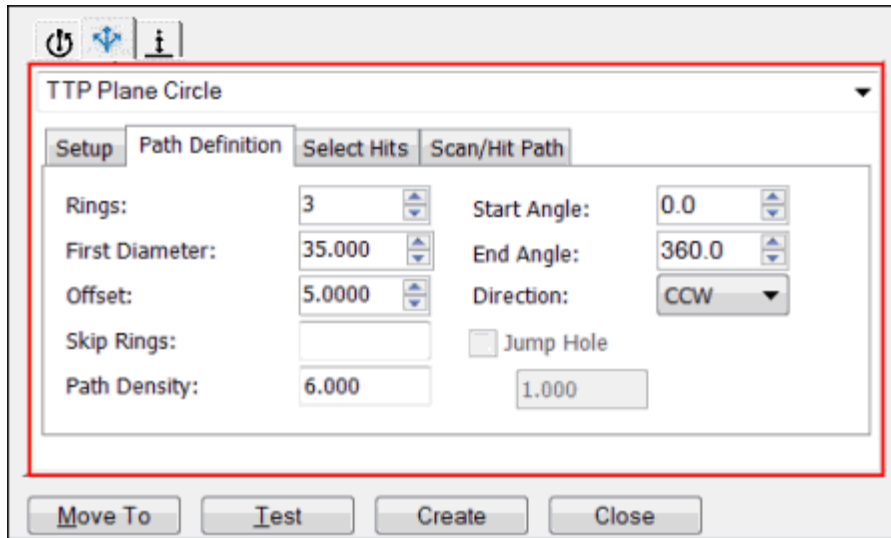 TTP Plane Circle
Setup Path Definition Select Hits Scan/Hit Path
Rings: 3 Start Angle: 0.0
First Diameter: 35.000 End Angle: 360.0
Offset: 5.0000 Direction: CCW
Skip Rings: Jump Hole
Path Density: 6.000 1.000
Move To Test Create Close